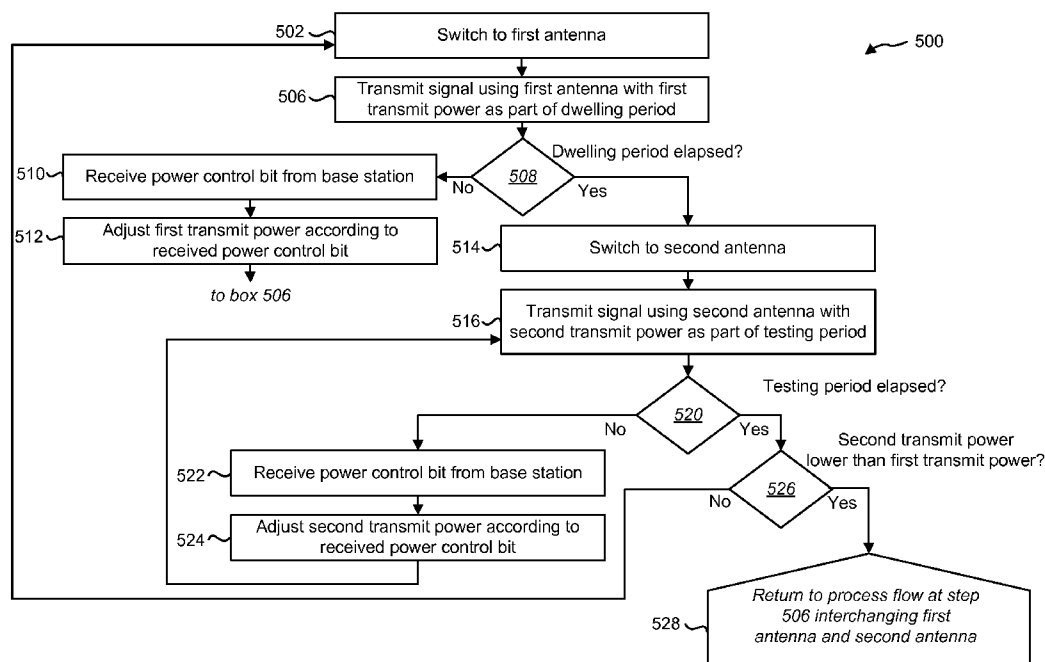 502
Switch to first antenna
500
506
Transmit signal using first antenna with first
transmit power as part of dwelling period
Dwelling period elapsed?
508
No
Yes
510
Receive power control bit from base station
512
Adjust first transmit power according to
received power control bit
to box 506
514
Switch to second antenna
516
Transmit signal using second antenna with
second transmit power as part of testing period
Testing period elapsed?
520
No
Yes
522
Receive power control bit from base station
524
Adjust second transmit power according to
received power control bit
Second transmit power
lower than first transmit power?
526
No
Yes
528
Return to process flow at step
506 interchanging first
antenna and second antenna